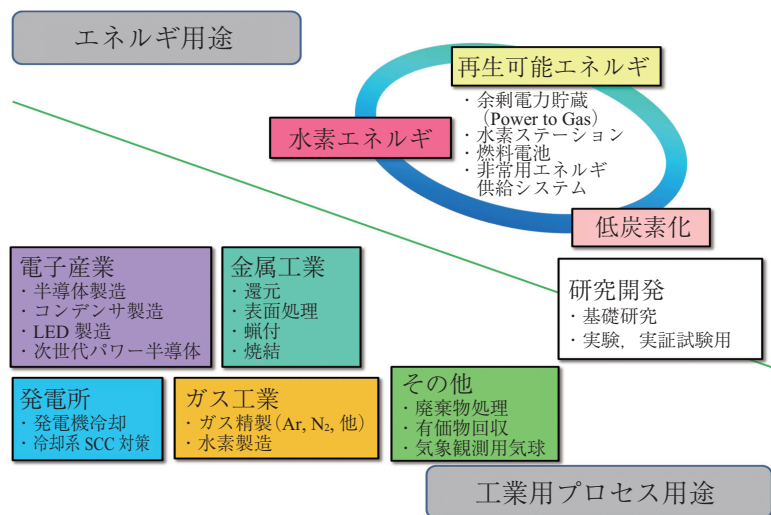 エネルギ用途
再生可能エネルギ
・余剰電力貯蔵
(Power to Gas)
・水素ステーション
・燃料電池
・非常用エネルギ
供給システム
水素エネルギ
低炭素化
電子産業
・半導体製造
・コンデンサ製造
・LED 製造
・次世代パワー半導体
金属工業
・還元
・表面処理
・蝋付
・焼結
研究開発
・基礎研究
・実験，実証試験用
発電所
・発電機冷却
・冷却系 SCC 対策
ガス工業
・ガス精製(Ar, N₂, 他)
・水素製造
その他
・廃棄物処理
・有価物回収
・気象観測用気球
工業用プロセス用途